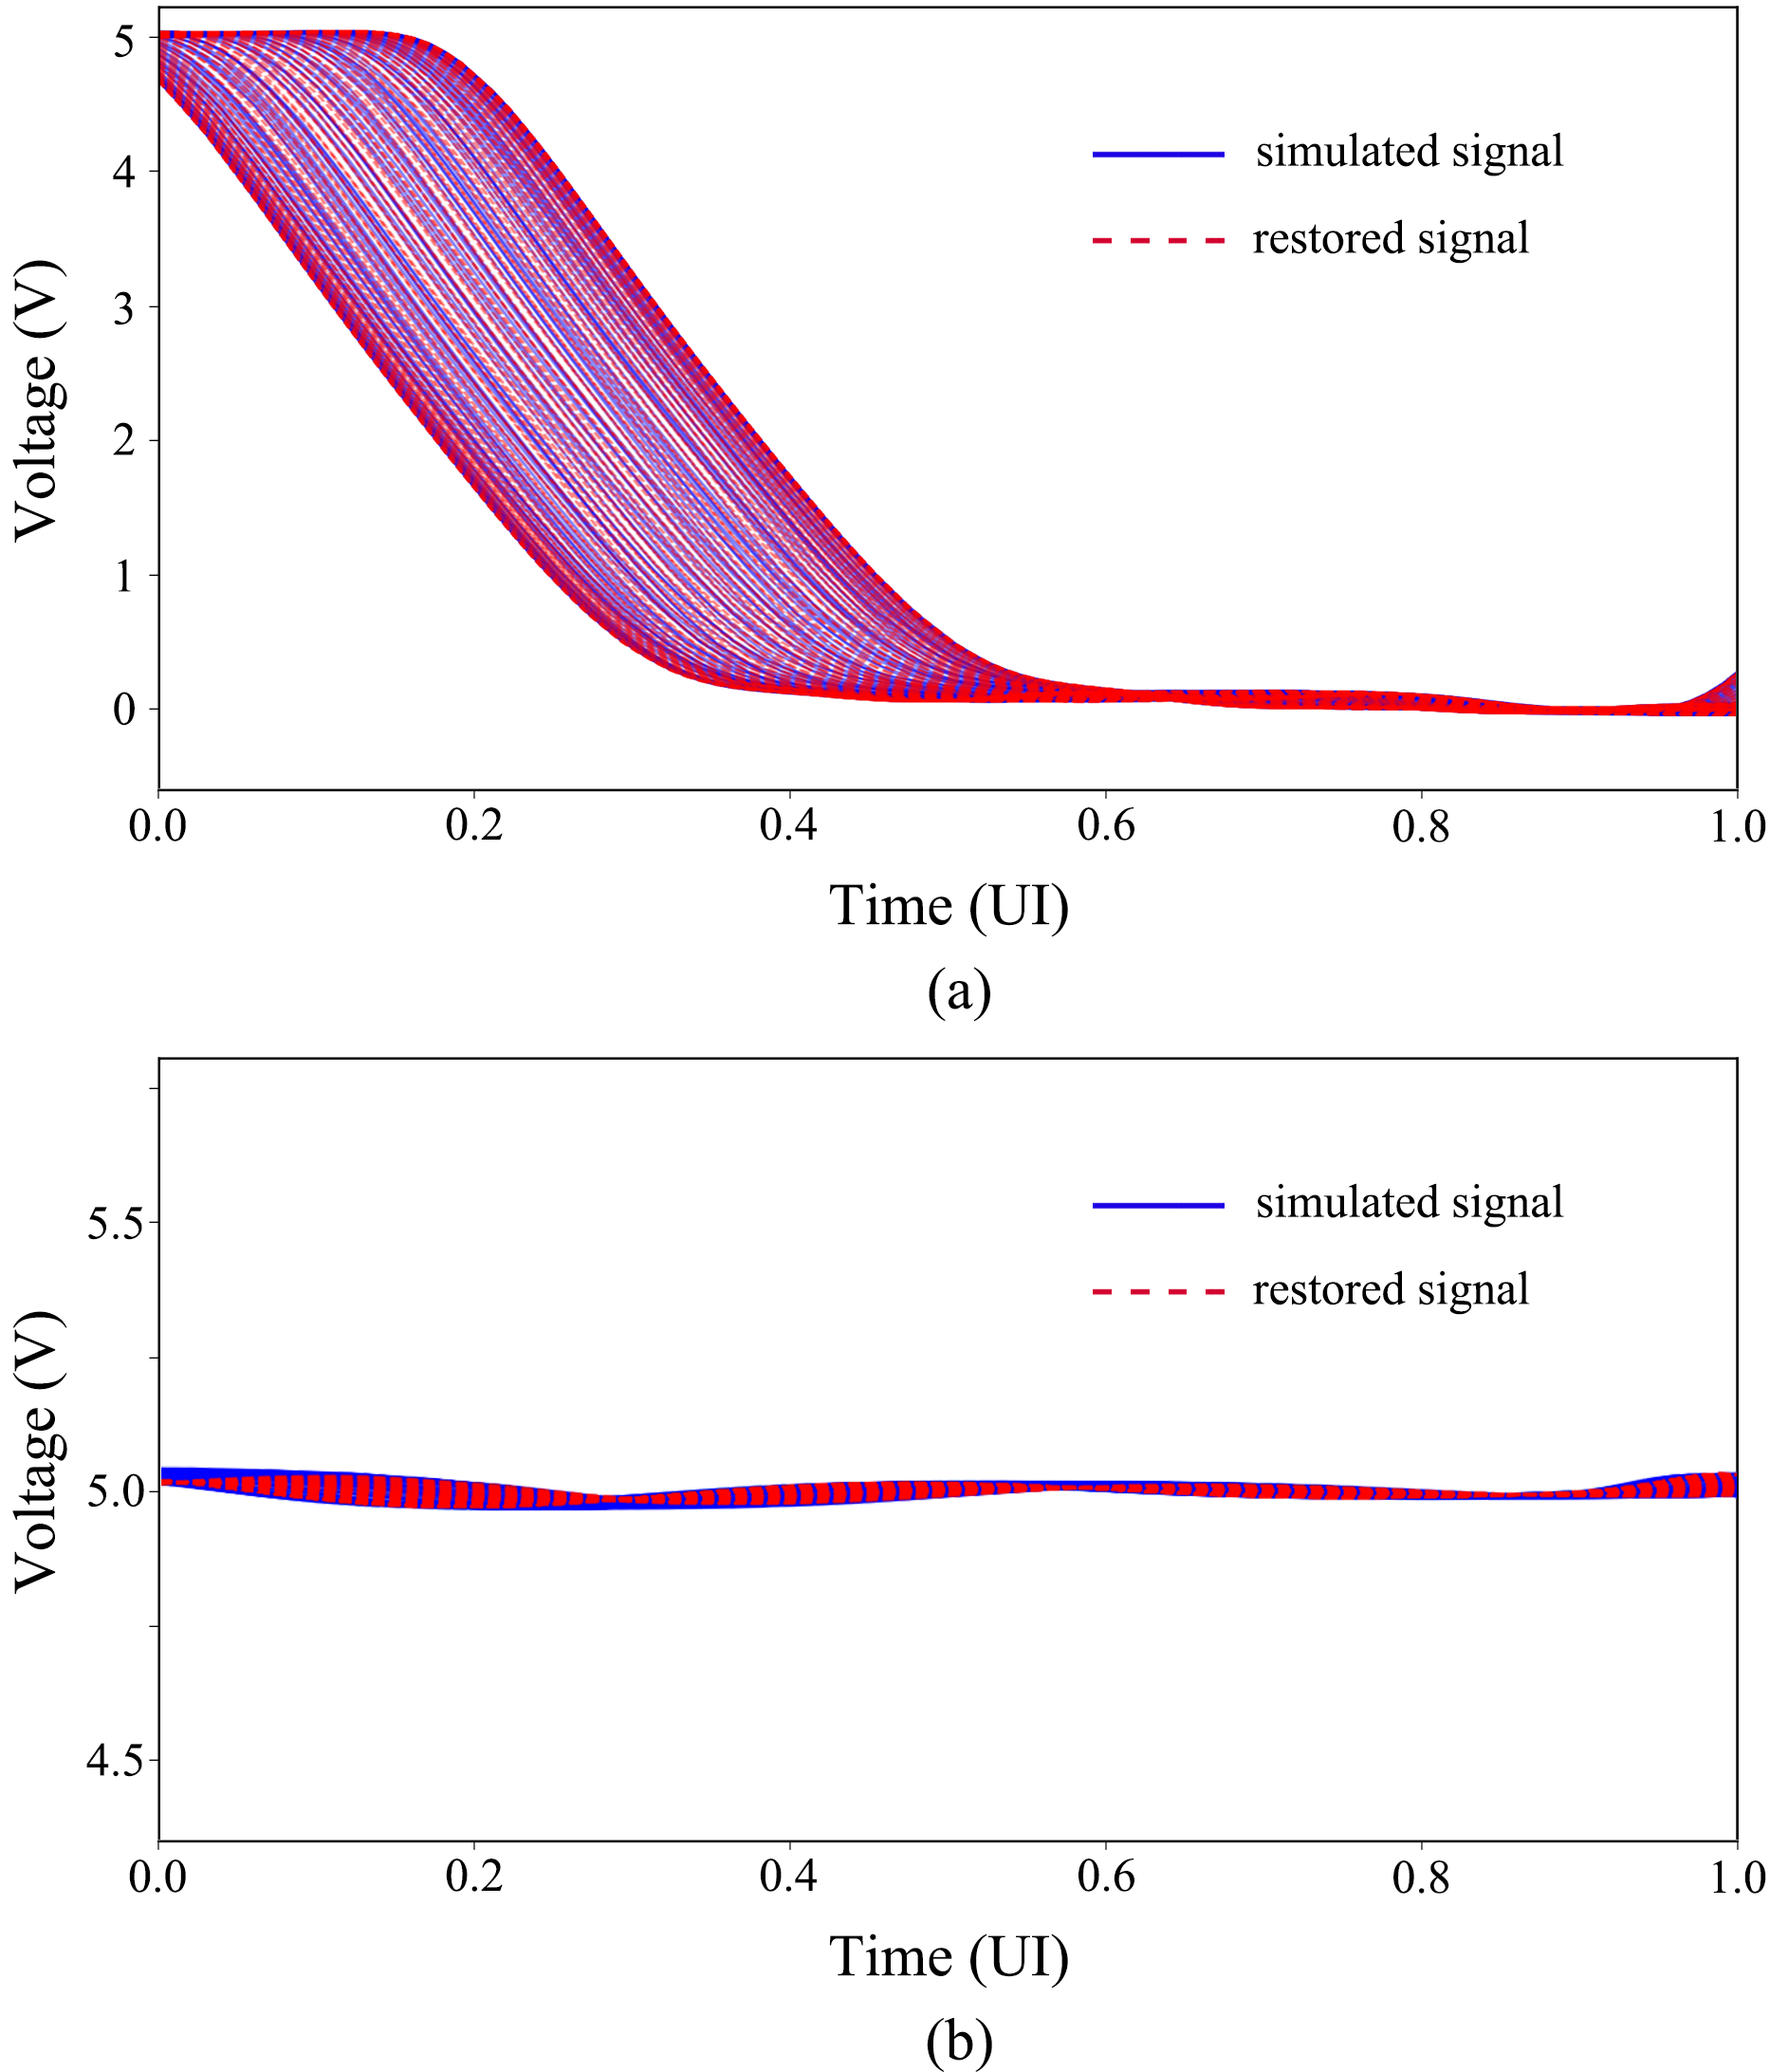 Voltage (V)
5
4
3
2
1
0
simulated signal
restored signal
0.0 0.2 0.4 0.6 0.8 1.0
Time (UI)
(a)
Voltage (V)
5.5
5.0
4.5
simulated signal
restored signal
0.0 0.2 0.4 0.6 0.8 1.0
Time (UI)
(b)